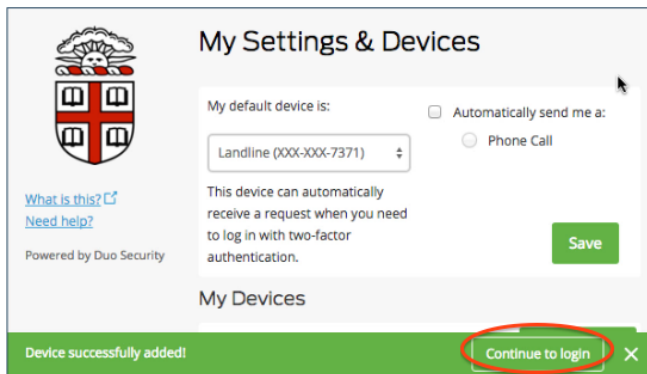 My Settings & Devices
My default device is:
Landline (XXX-XXX-7371)
This device can automatically
receive a request when you need
to log in with two-factor
authentication.
Automatically send me a:
Phone Call
Save
What is this?
Need help?
Powered by Duo Security
My Devices
Device successfully added!
Continue to login